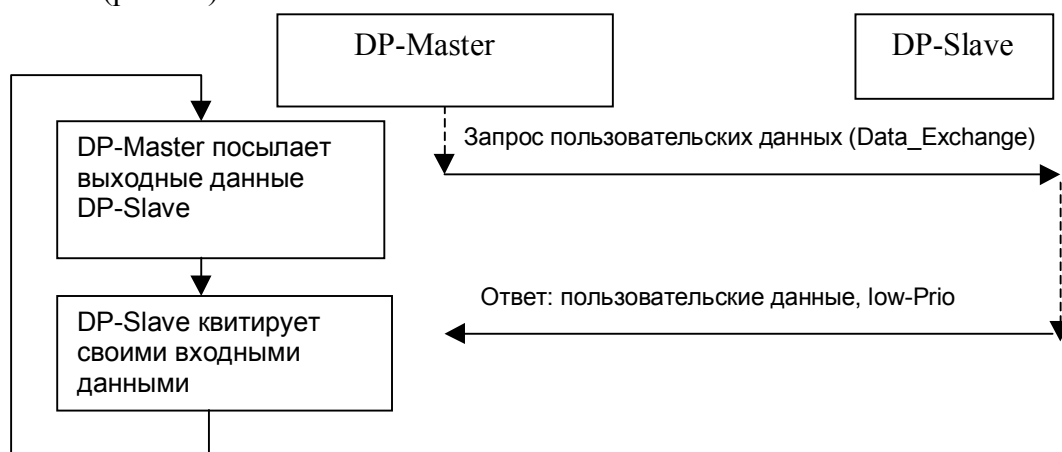 DP-Master
DP-Slave
Запрос пользовательских данных (Data_Exchange)
DP-Master посылает
выходные данные
DP-Slave
Ответ: пользовательские данные, low-Prio
DP-Slave квитирует
своими входными
данными